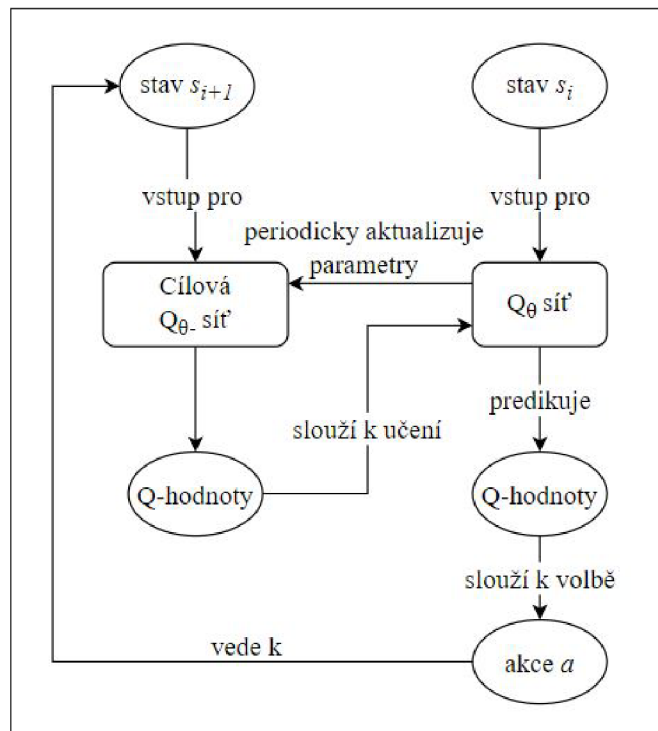 stav s_{i+1}
stav s_i
vstup pro
vstup pro
periodicky aktualizuje
parametry
Cílová
Q_{θ-} síť
Q_θ síť
slouží k učení
predikuje
Q-hodnoty
Q-hodnoty
slouží k volbě
vede k
akce a